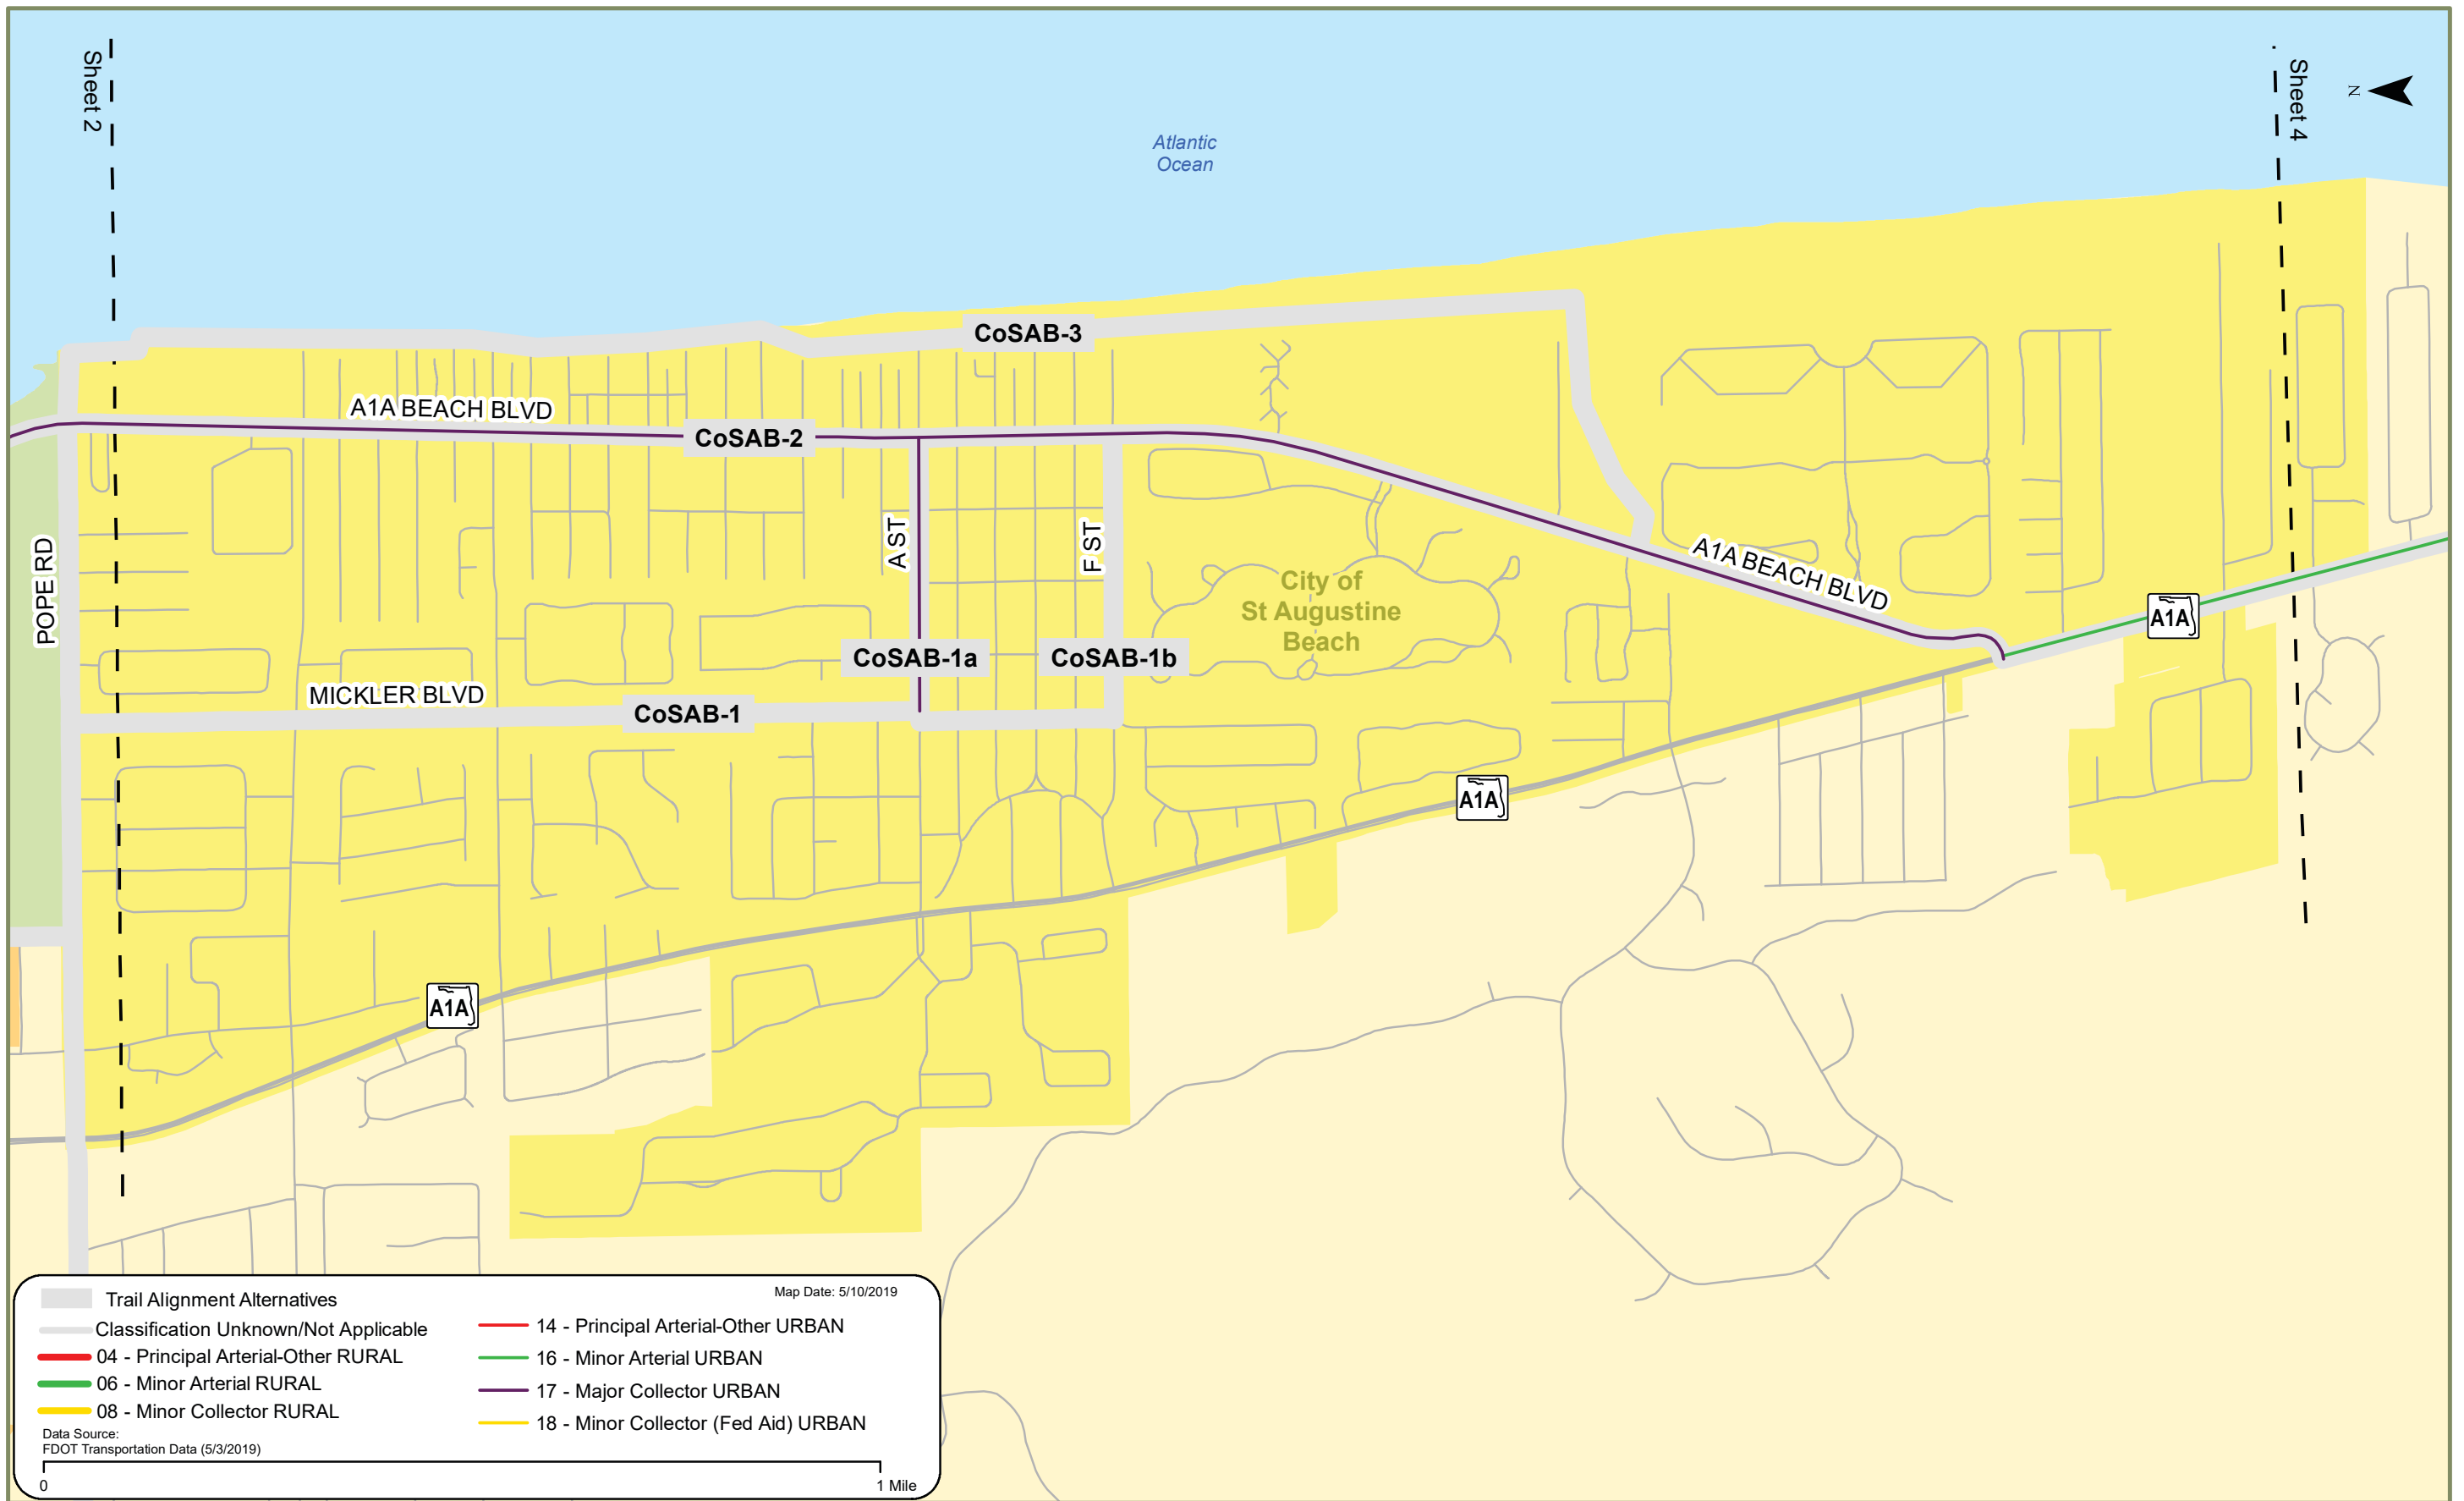 Sheet 2
Sheet 4
N
Atlantic
Ocean
CoSAB-3
A1A BEACH BLVD
CoSAB-2
POPE RD
A ST
F ST
A1A BEACH BLVD
City of
St Augustine
Beach
A1A
CoSAB-1a
CoSAB-1b
MICKLER BLVD
CoSAB-1
A1A
A1A
Map Date: 5/10/2019
Trail Alignment Alternatives
Classification Unknown/Not Applicable
04 - Principal Arterial-Other RURAL
06 - Minor Arterial RURAL
08 - Minor Collector RURAL
14 - Principal Arterial-Other URBAN
16 - Minor Arterial URBAN
17 - Major Collector URBAN
18 - Minor Collector (Fed Aid) URBAN
Data Source:
FDOT Transportation Data (5/3/2019)
0
1 Mile